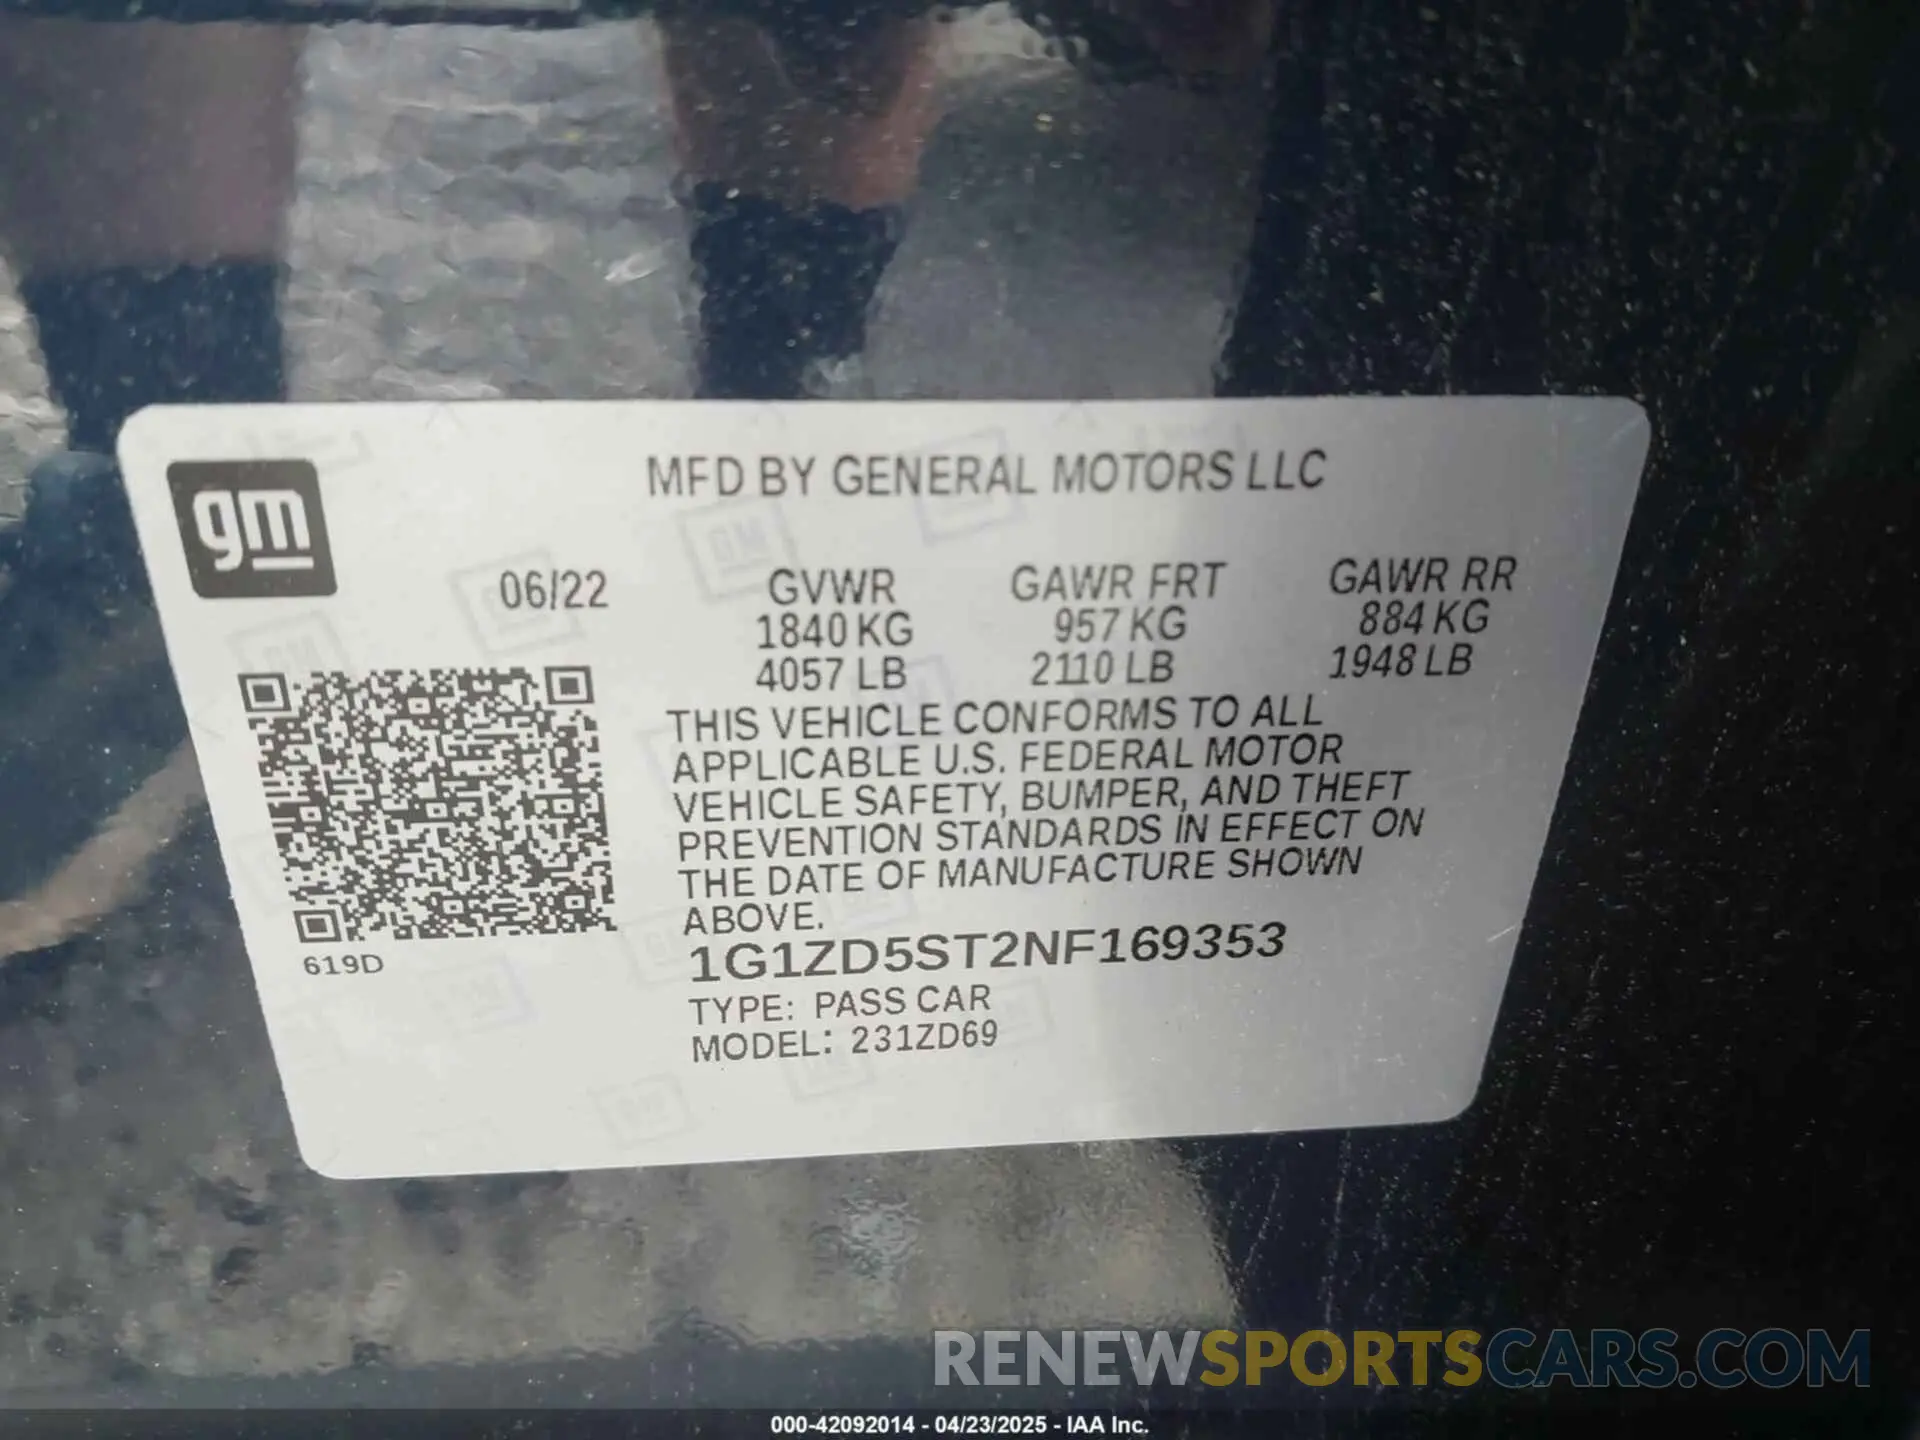 gm
MFD BY GENERAL MOTORS LLC
06/22 GVWR GAWR FRT GAWR RR
1840 KG 957 KG 884 KG
4057 LB 2110 LB 1948 LB
THIS VEHICLE CONFORMS TO ALL
APPLICABLE U.S. FEDERAL MOTOR
VEHICLE SAFETY, BUMPER, AND THEFT
PREVENTION STANDARDS IN EFFECT ON
THE DATE OF MANUFACTURE SHOWN
ABOVE.
619D
1G1ZD5ST2NF169353
TYPE: PASS CAR
MODEL: 231ZD69
RENEWSPORTSCARS.COM
000-42092014 - 04/23/2025 - IAA Inc.